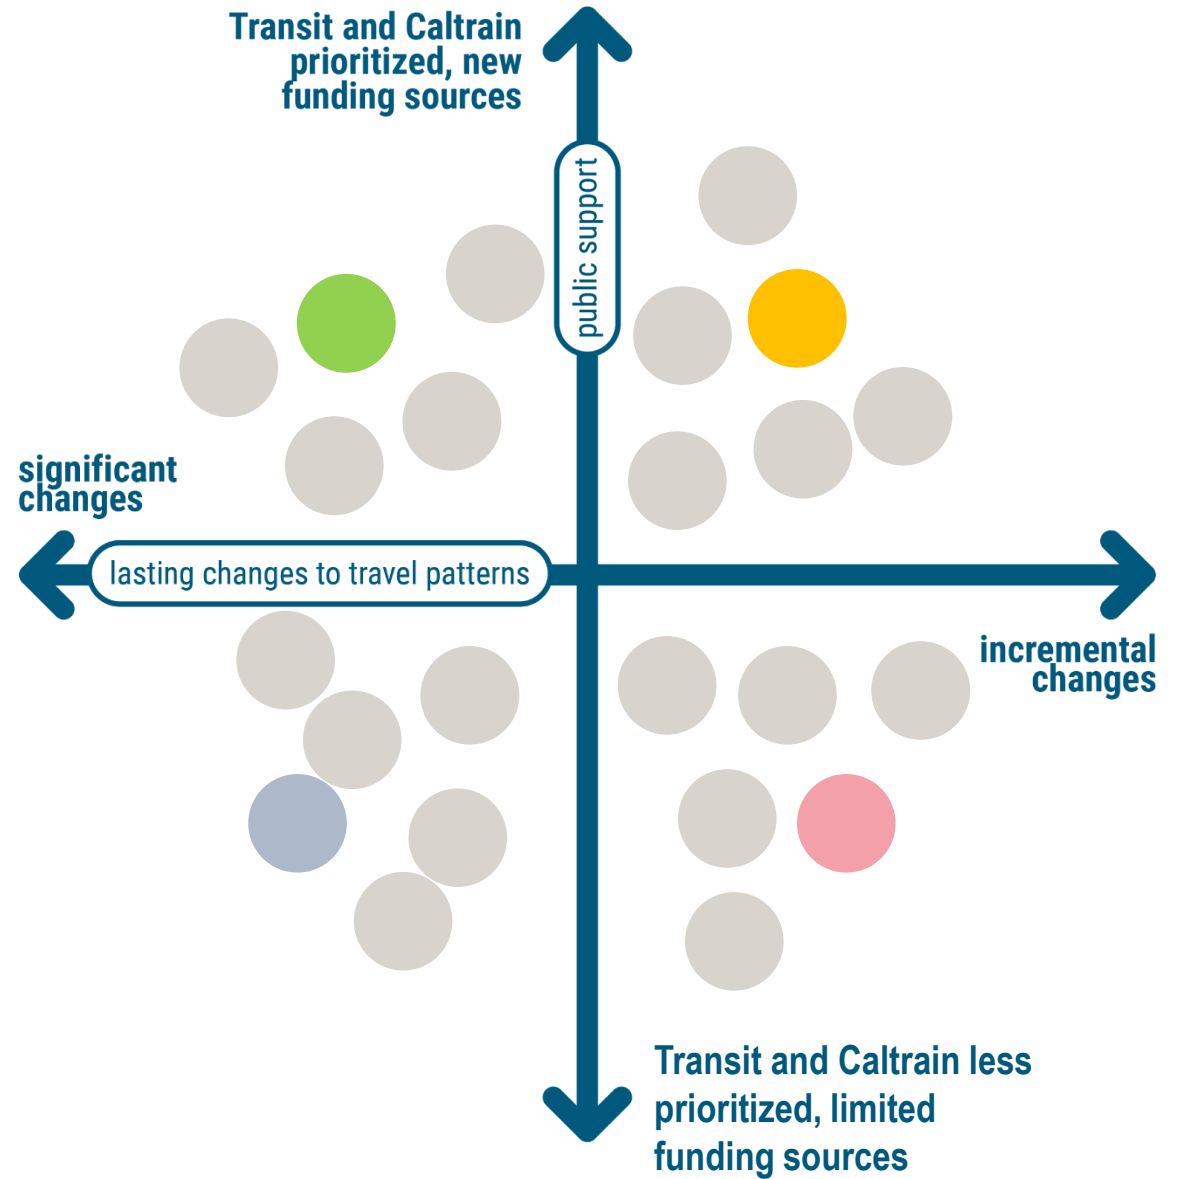 Transit and Caltrain
prioritized, new
funding sources
public support
significant
changes
lasting changes to travel patterns
incremental
changes
Transit and Caltrain less
prioritized, limited
funding sources